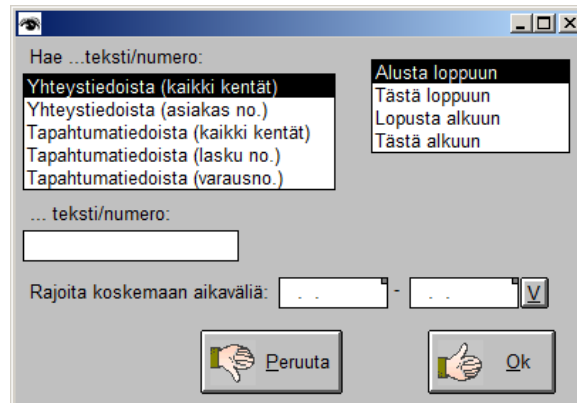 Hae ...teksti/numero:
Yhteystiedoista (kaikki kentät)
Yhteystiedoista (asiakas no.)
Tapahtumatiedoista (kaikki kentät)
Tapahtumatiedoista (lasku no.)
Tapahtumatiedoista (varausno.)
Alusta loppuun
Tästä loppuun
Lopusta alkuun
Tästä alkuun
... teksti/numero:
Rajoita koskemaan aikaväliä: . . - . . V
Peruuta
Ok